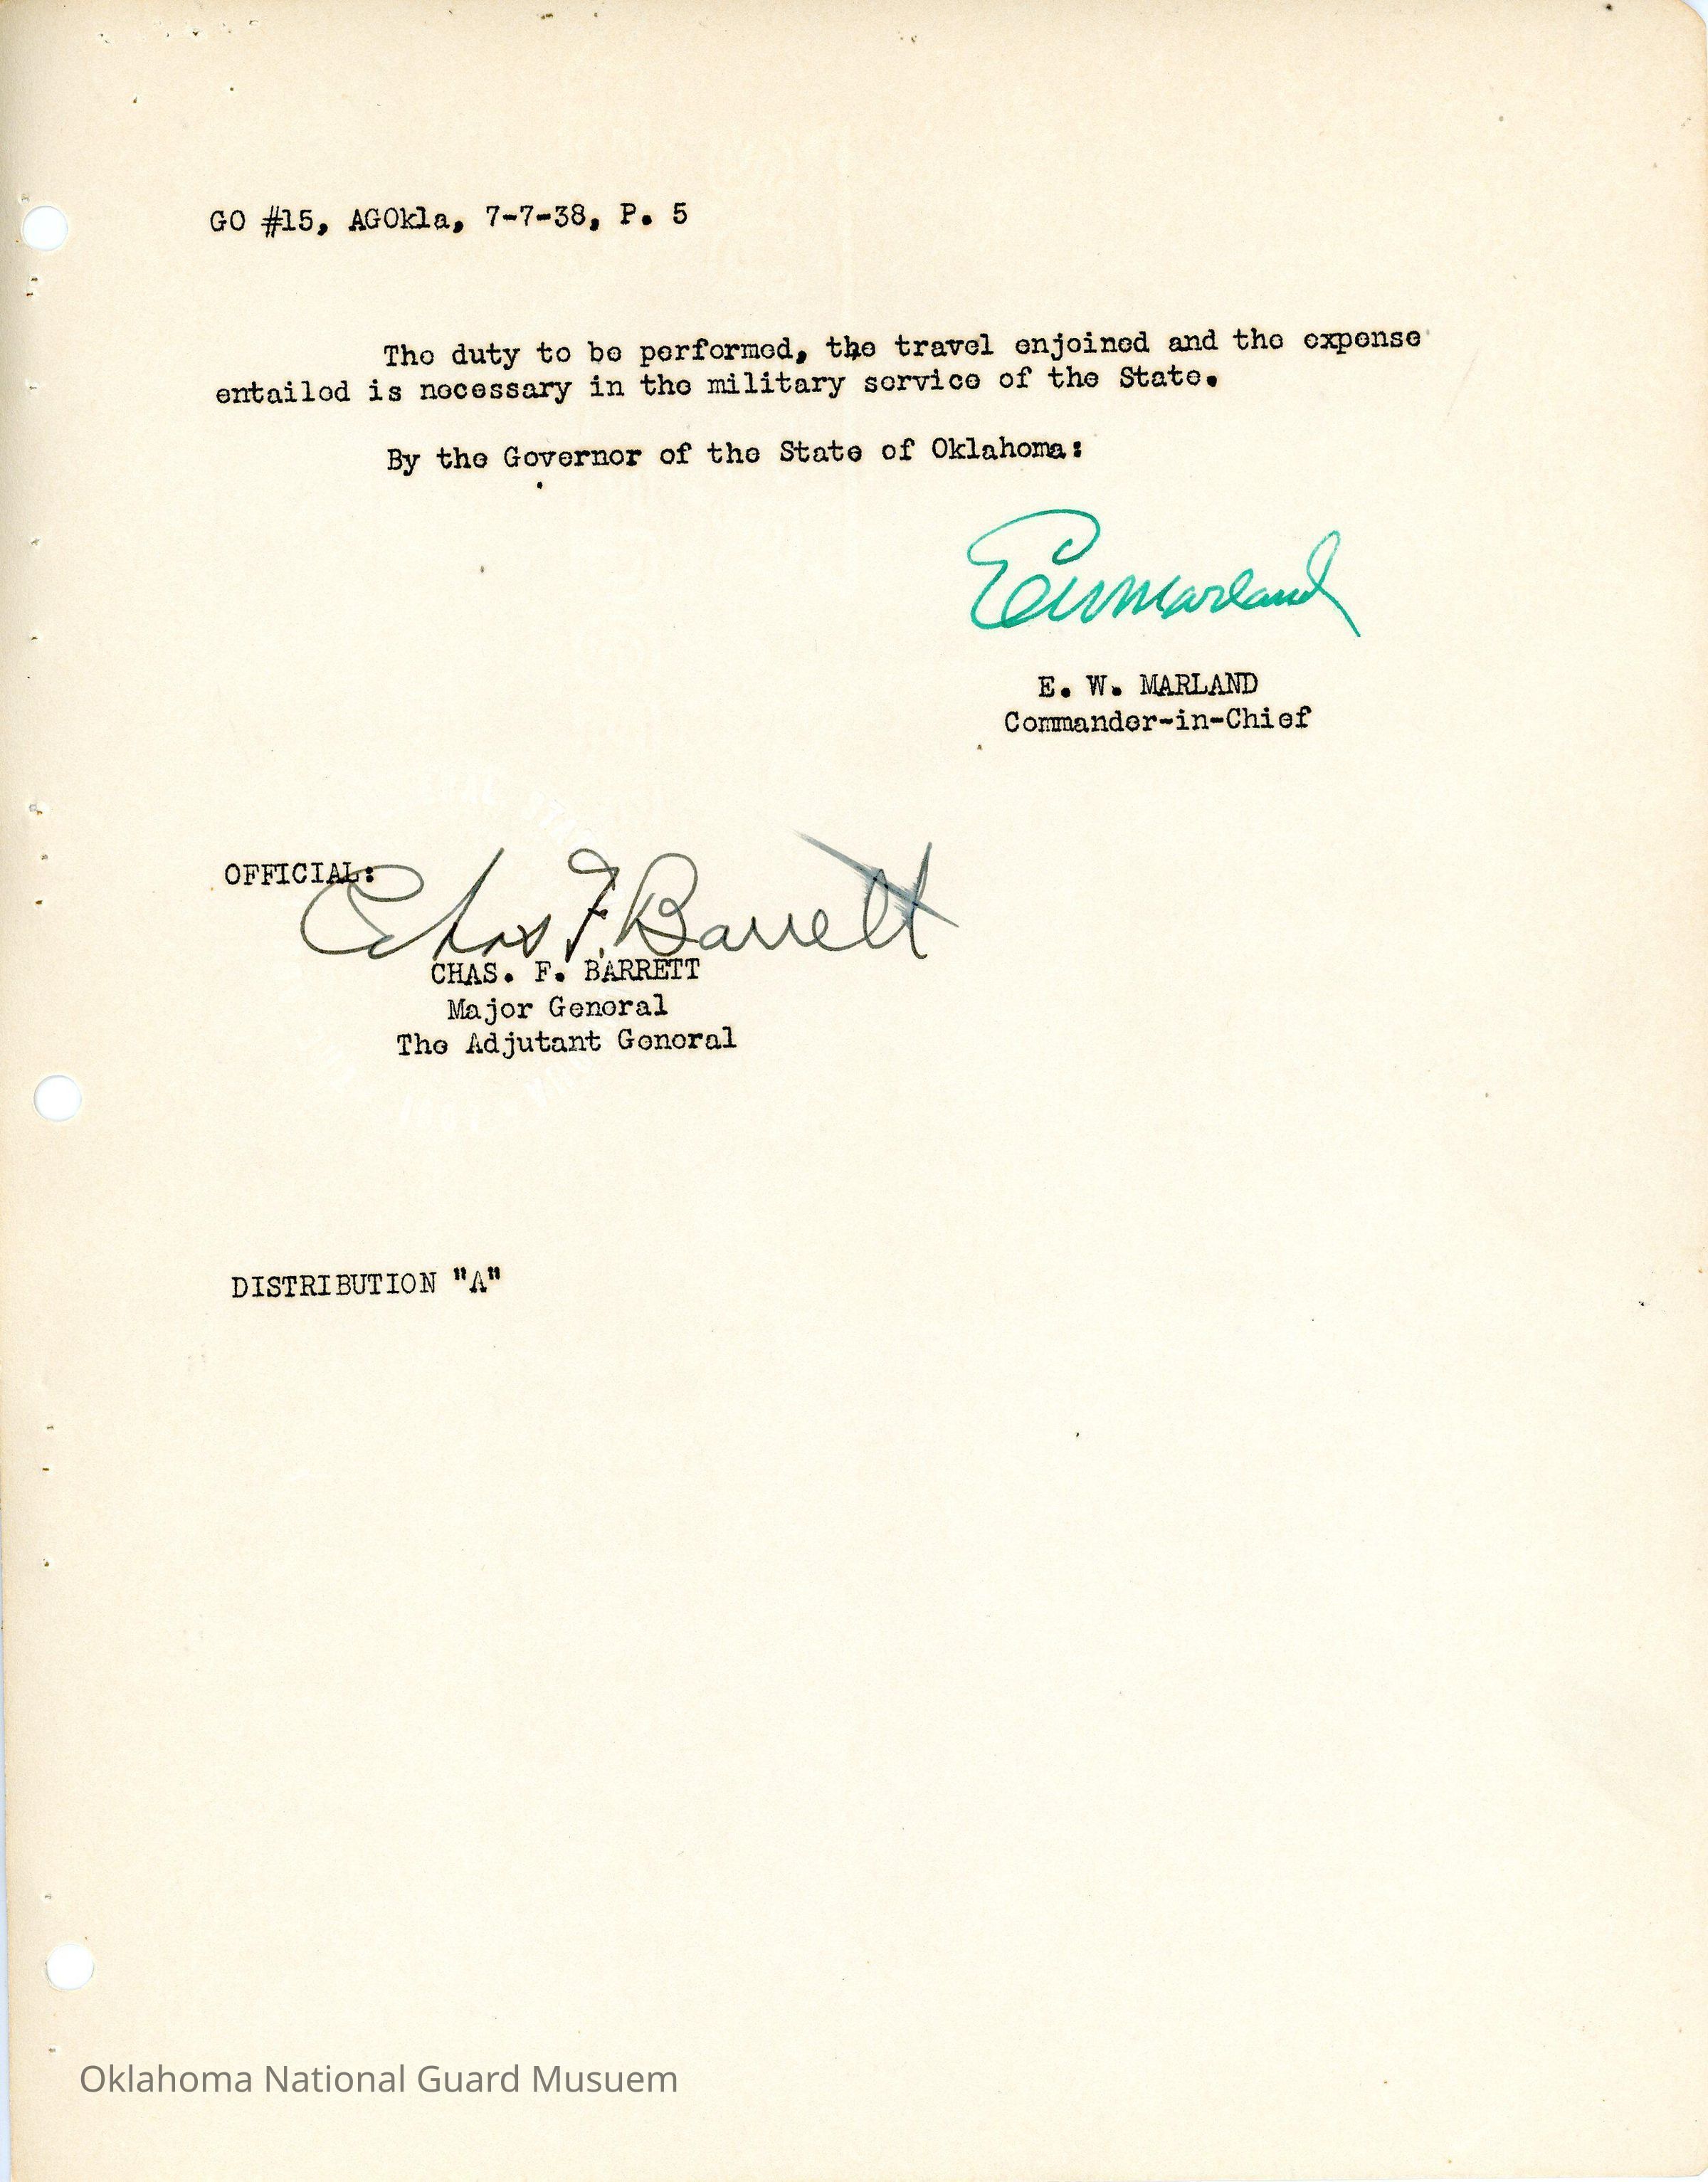 GO #15, AGOkla, 7-7-38, P. 5
The duty to be performed, the travel enjoined and the expense
entailed is necessary in the military service of the State.
By the Governor of the State of Oklahoma:
EWMarland
E. W. MARLAND
Commander-in-Chief
OFFICIAL:
Chas F. Barrett
CHAS. F. BARRETT
Major General
The Adjutant General
DISTRIBUTION "A"
Oklahoma National Guard Musuem